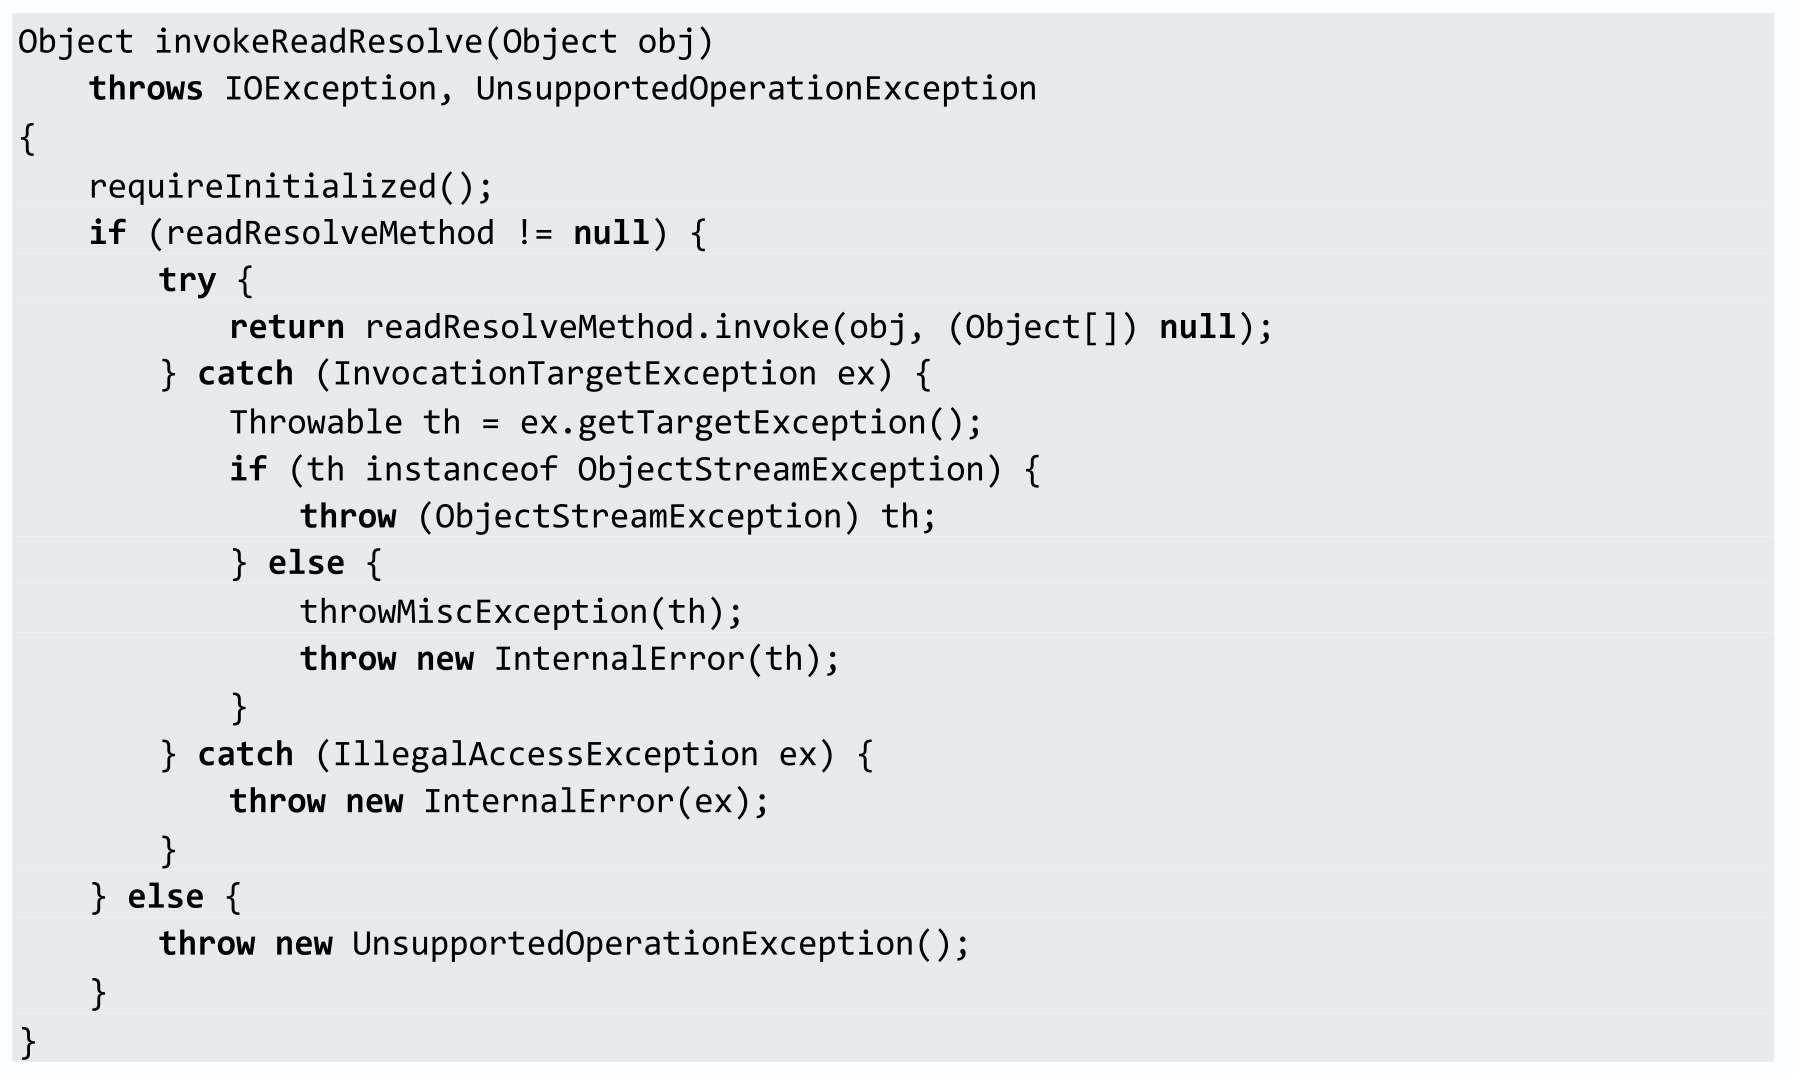 Object invokeReadResolve(Object obj)
    throws IOException, UnsupportedOperationException
{
    requireInitialized();
    if (readResolveMethod != null) {
        try {
            return readResolveMethod.invoke(obj, (Object[]) null);
        } catch (InvocationTargetException ex) {
            Throwable th = ex.getTargetException();
            if (th instanceof ObjectStreamException) {
                throw (ObjectStreamException) th;
            } else {
                throwMiscException(th);
                throw new InternalError(th);
            }
        } catch (IllegalAccessException ex) {
            throw new InternalError(ex);
        }
    } else {
        throw new UnsupportedOperationException();
    }
}